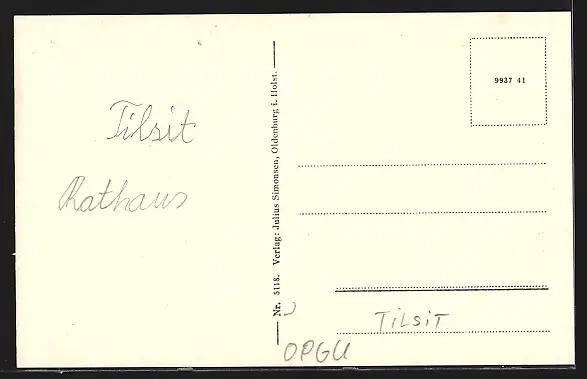 Tilsit
Rathaus
Nr. 5118. Verlag: Julius Simonsen, Oldenburg i. Holst.
9937 41
TiLSiT
OPGU